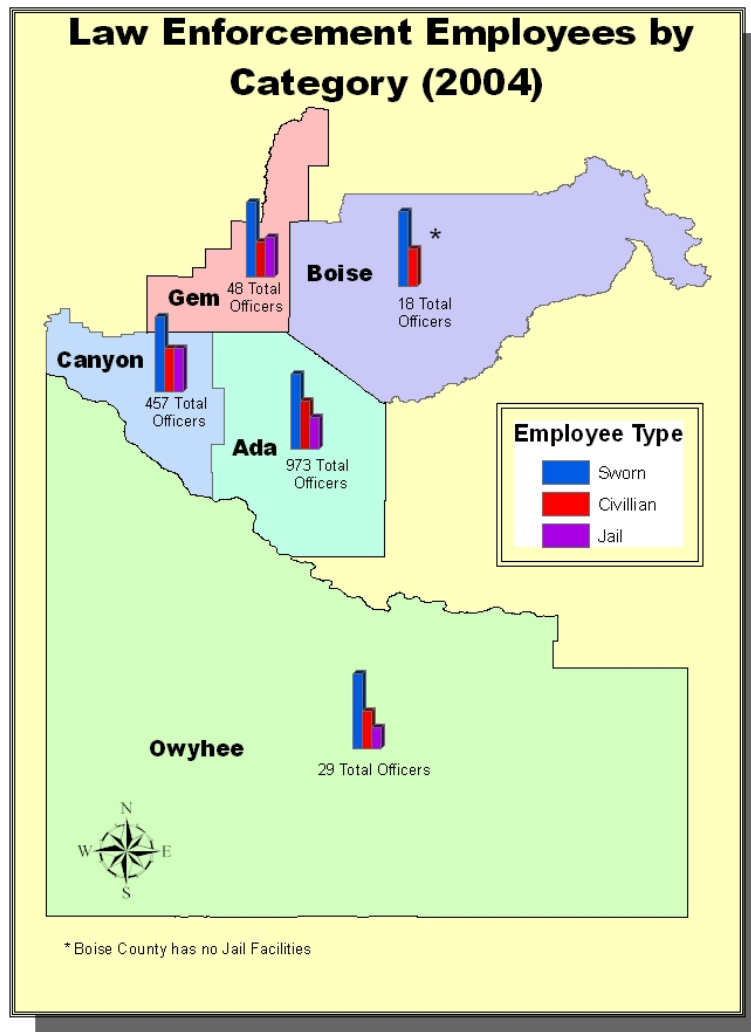 Law Enforcement Employees by
Category (2004)
Boise
*
Gem
48 Total
Officers
18 Total
Officers
Canyon
457 Total
Officers
Ada
973 Total
Officers
Employee Type
Sworn
Civillian
Jail
Owyhee
29 Total Officers
N
W
E
S
* Boise County has no Jail Facilities